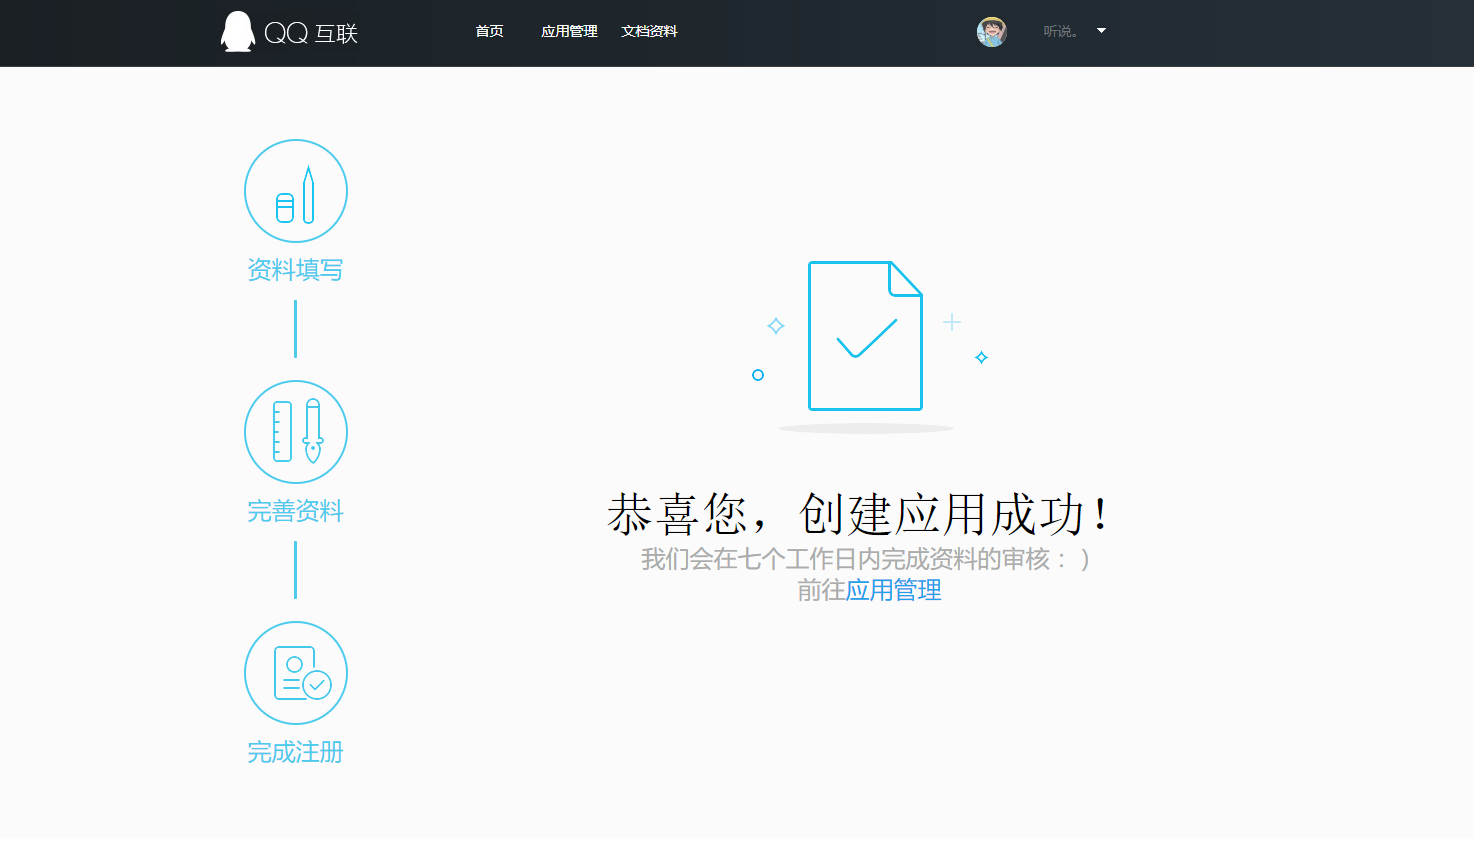 QQ 互联
首页
应用管理
文档资料
听说。
资料填写
完善资料
完成注册
恭喜您，创建应用成功！
我们会在七个工作日内完成资料的审核：）
前往应用管理